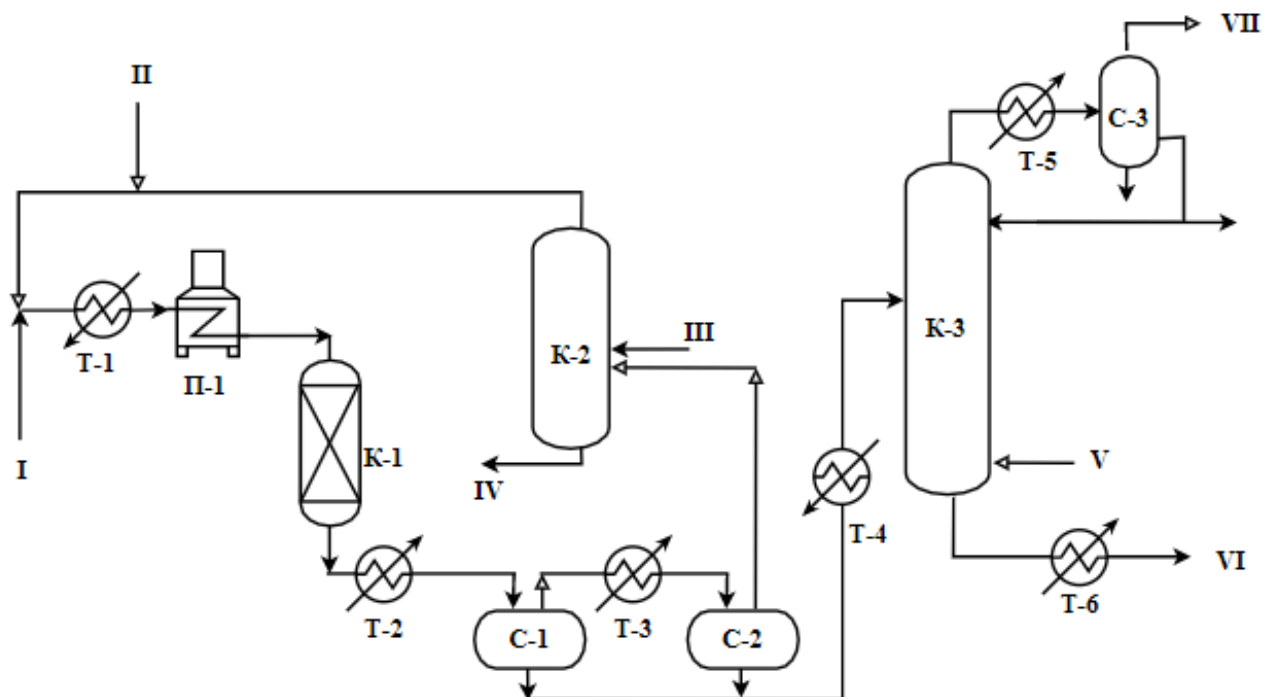 VII
II
С-3
Т-5
III
К-2
К-3
Т-1
П-1
I
К-1
IV
V
Т-4
VI
Т-6
Т-2
С-1
Т-3
С-2